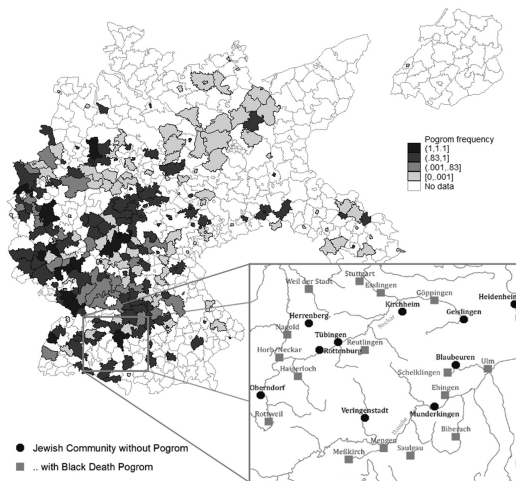 Pogrom frequency
(1,1.1]
(.83,1]
(.001,.83]
[0,.001]
No data
Stuttgart
Weil der Stadt
Esslingen
Göppingen
Heidenheim
Kirchheim
Herrenberg
Neckar
Geislingen
Nagold
Tübingen
Rottenburg
Reutlingen
Horb/Neckar
Blaubeuren
Ulm
Haigerloch
Schelklingen
Oberndorf
Ehingen
Veringenstadt
Munderkingen
Rottweil
Donube
Biberach
Mengen
Saulgau
Meßkirch
Jewish Community without Pogrom
.. with Black Death Pogrom